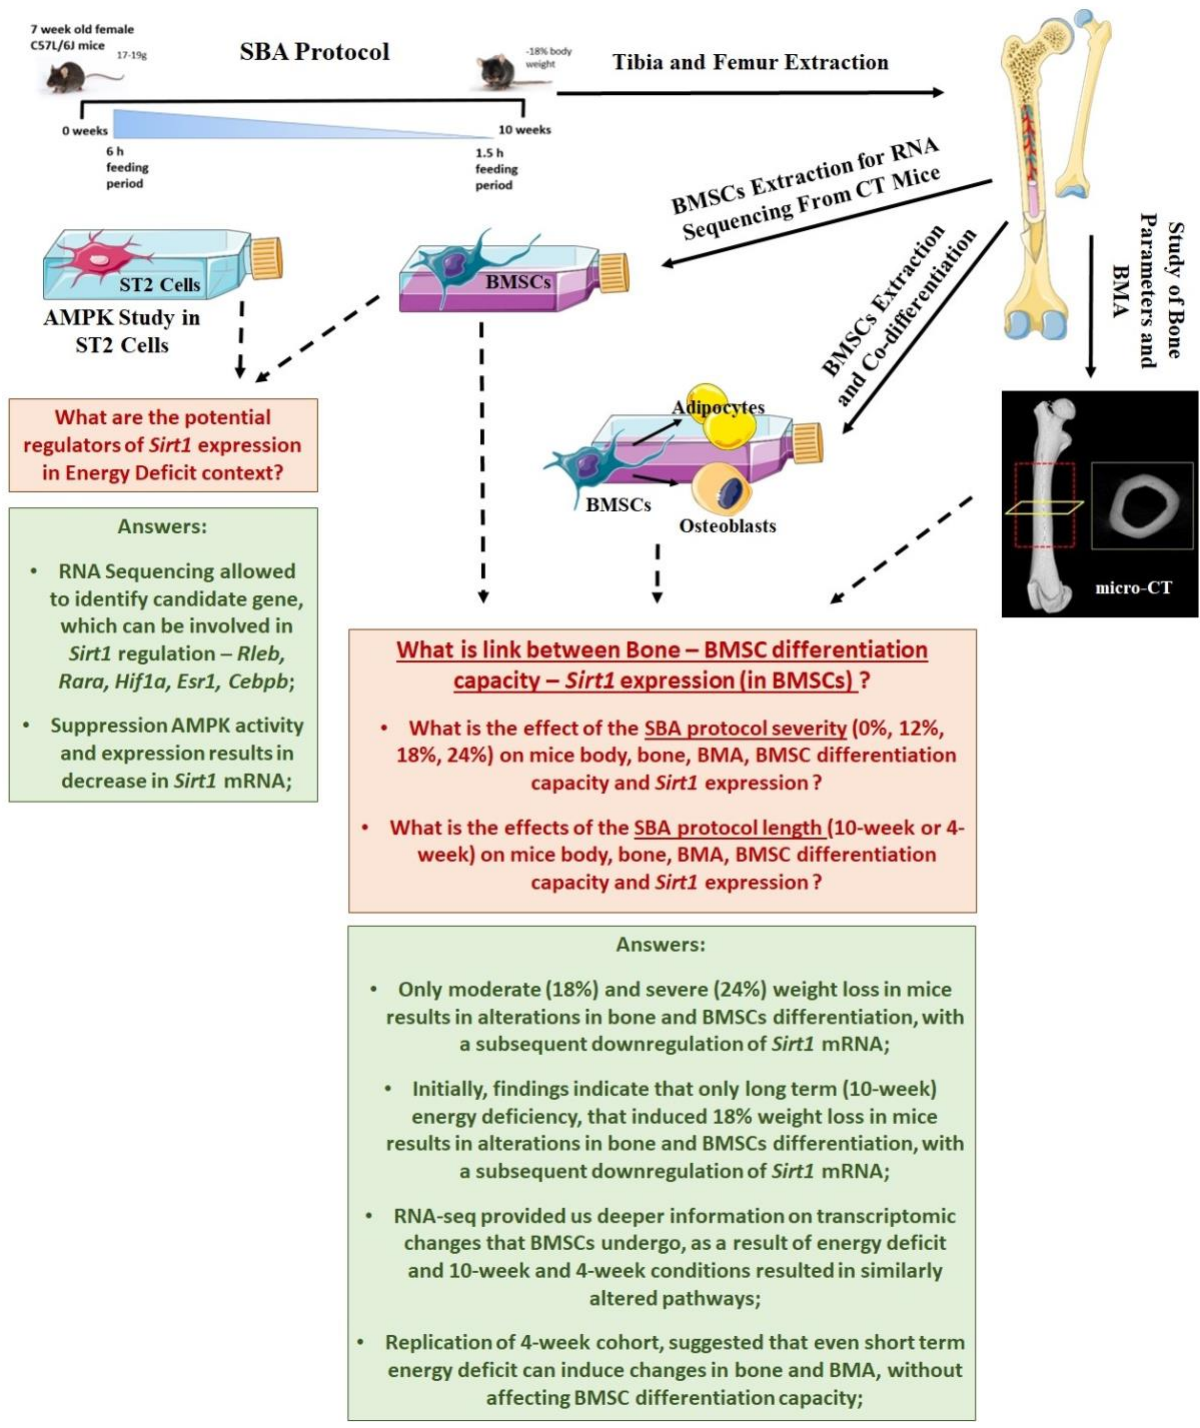 7 week old female
C57L/6J mice
17-19g
SBA Protocol
-18% body
weight
Tibia and Femur Extraction
0 weeks
10 weeks
6 h
feeding
period
1.5 h
feeding
period
BMSCs Extraction for RNA
Sequencing From CT Mice
BMSCs Extraction
and Co-differentiation
Study of Bone
Parameters and
BMA
ST2 Cells
AMPK Study in
ST2 Cells
BMSCs
Adipocytes
BMSCs
Osteoblasts
micro-CT
What are the potential
regulators of Sirt1 expression
in Energy Deficit context?
Answers:
• RNA Sequencing allowed
to identify candidate gene,
which can be involved in
Sirt1 regulation – Rleb,
Rara, Hif1a, Esr1, Cebpb;
• Suppression AMPK activity
and expression results in
decrease in Sirt1 mRNA;
What is link between Bone – BMSC differentiation
capacity – Sirt1 expression (in BMSCs) ?
• What is the effect of the SBA protocol severity (0%, 12%,
18%, 24%) on mice body, bone, BMA, BMSC differentiation
capacity and Sirt1 expression ?
• What is the effects of the SBA protocol length (10-week or 4-
week) on mice body, bone, BMA, BMSC differentiation
capacity and Sirt1 expression ?
Answers:
• Only moderate (18%) and severe (24%) weight loss in mice
results in alterations in bone and BMSCs differentiation, with
a subsequent downregulation of Sirt1 mRNA;
• Initially, findings indicate that only long term (10-week)
energy deficiency, that induced 18% weight loss in mice
results in alterations in bone and BMSCs differentiation, with
a subsequent downregulation of Sirt1 mRNA;
• RNA-seq provided us deeper information on transcriptomic
changes that BMSCs undergo, as a result of energy deficit
and 10-week and 4-week conditions resulted in similarly
altered pathways;
• Replication of 4-week cohort, suggested that even short term
energy deficit can induce changes in bone and BMA, without
affecting BMSC differentiation capacity;